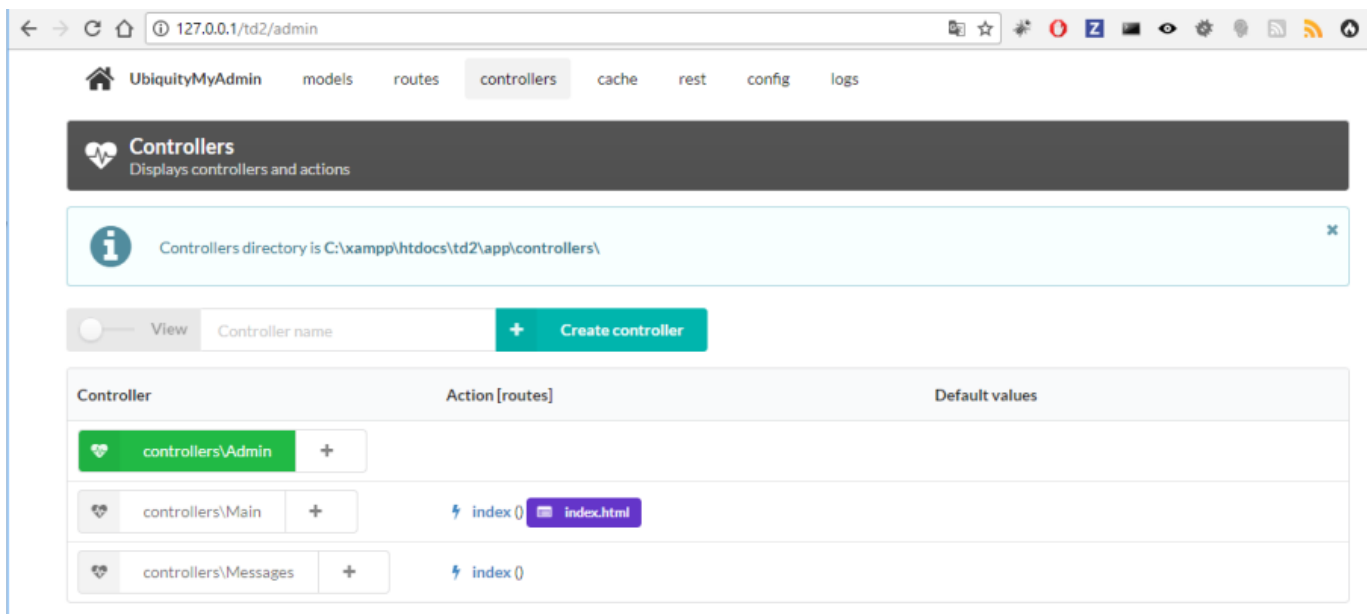 127.0.0.1/td2/admin
UbiquityMyAdmin models routes controllers cache rest config logs
Controllers
Displays controllers and actions
Controllers directory is C:\xampp\htdocs\td2\app\controllers\
View Controller name + Create controller
Controller Action [routes] Default values
controllers\Admin +
controllers\Main + index () index.html
controllers\Messages + index ()